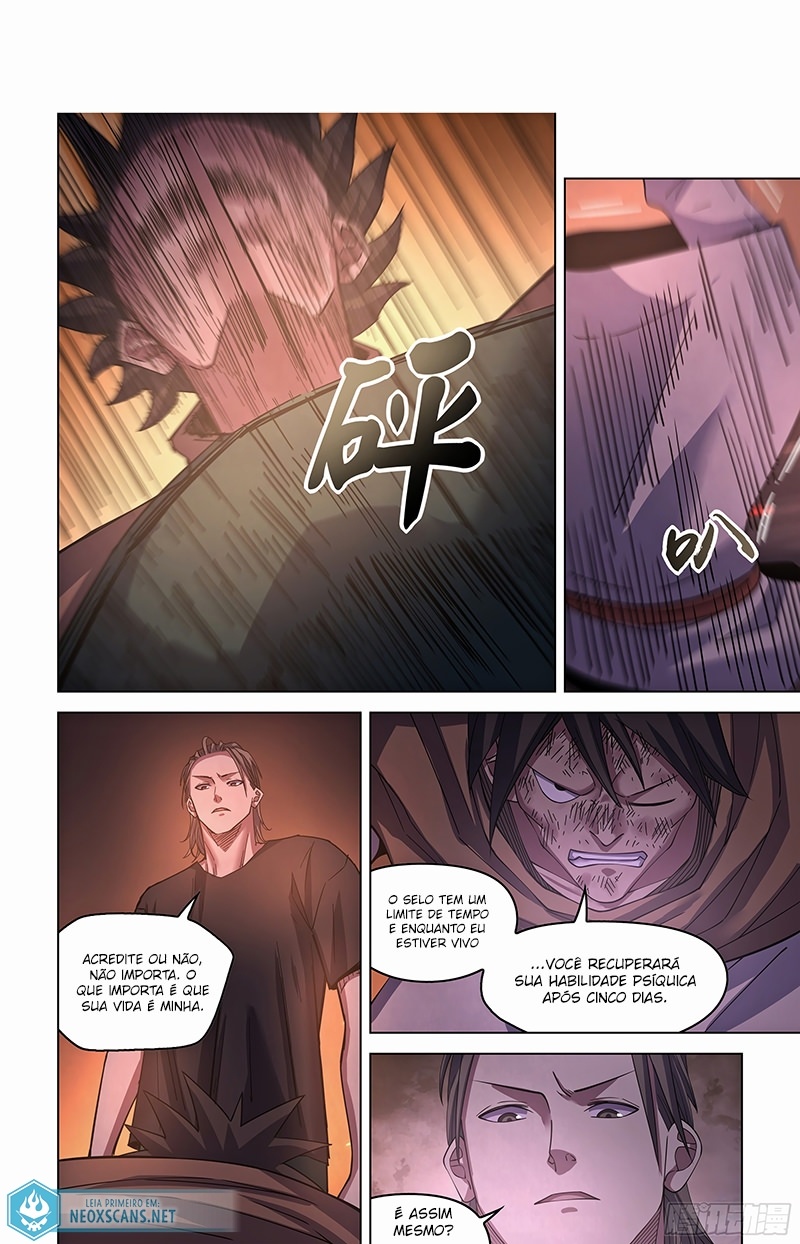 砰
叭
ACREDITE OU NÃO,
NÃO IMPORTA. O
QUE IMPORTA É QUE
SUA VIDA É MINHA.
O SELO TEM UM
LIMITE DE TEMPO
E ENQUANTO EU
ESTIVER VIVO
...VOCÊ RECUPERARÁ
SUA HABILIDADE PSÍQUICA
APÓS CINCO DIAS.
É ASSIM
MESMO?
LEIA PRIMEIRO EM:
NEOXSCANS.NET
腾讯动漫